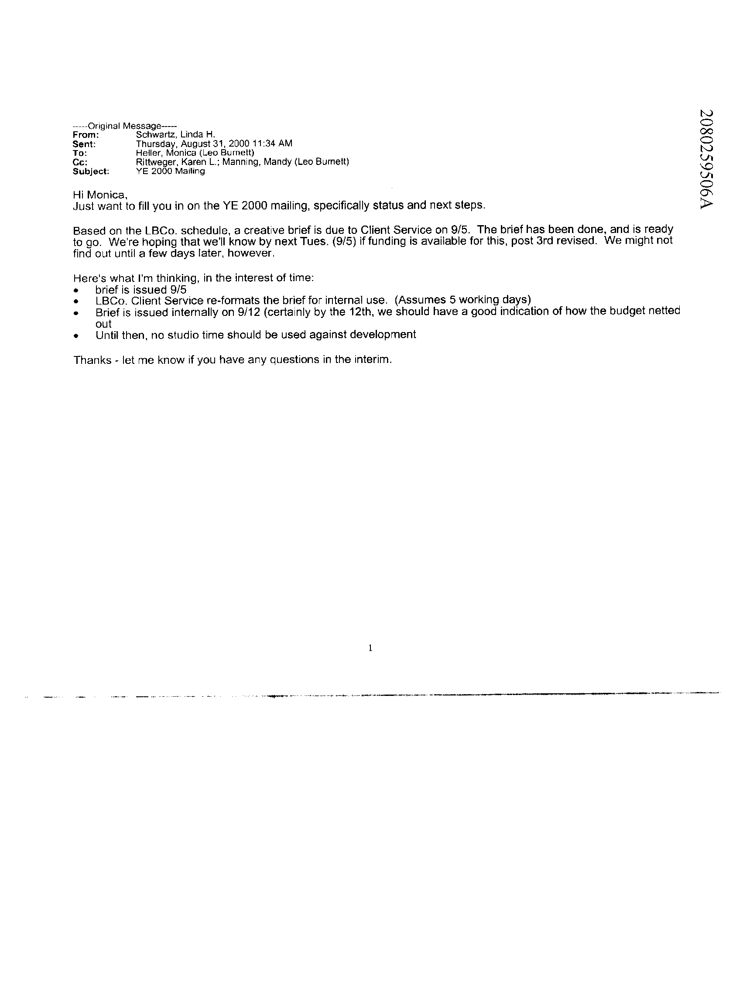 -----Original Message-----
From: Schwartz, Linda H.
Sent: Thursday, August 31, 2000 11:34 AM
To: Heller, Monica (Leo Burnett)
Cc: Rittweger, Karen L.; Manning, Mandy (Leo Burnett)
Subject: YE 2000 Mailing
Hi Monica,
Just want to fill you in on the YE 2000 mailing, specifically status and next steps.
Based on the LBCo. schedule, a creative brief is due to Client Service on 9/5. The brief has been done, and is ready
to go. We're hoping that we'll know by next Tues. (9/5) if funding is available for this, post 3rd revised. We might not
find out until a few days later, however.
Here's what I'm thinking, in the interest of time:
• brief is issued 9/5
• LBCo. Client Service re-formats the brief for internal use. (Assumes 5 working days)
• Brief is issued internally on 9/12 (certainly by the 12th, we should have a good indication of how the budget netted
out
• Until then, no studio time should be used against development
Thanks - let me know if you have any questions in the interim.
1
2080259506A